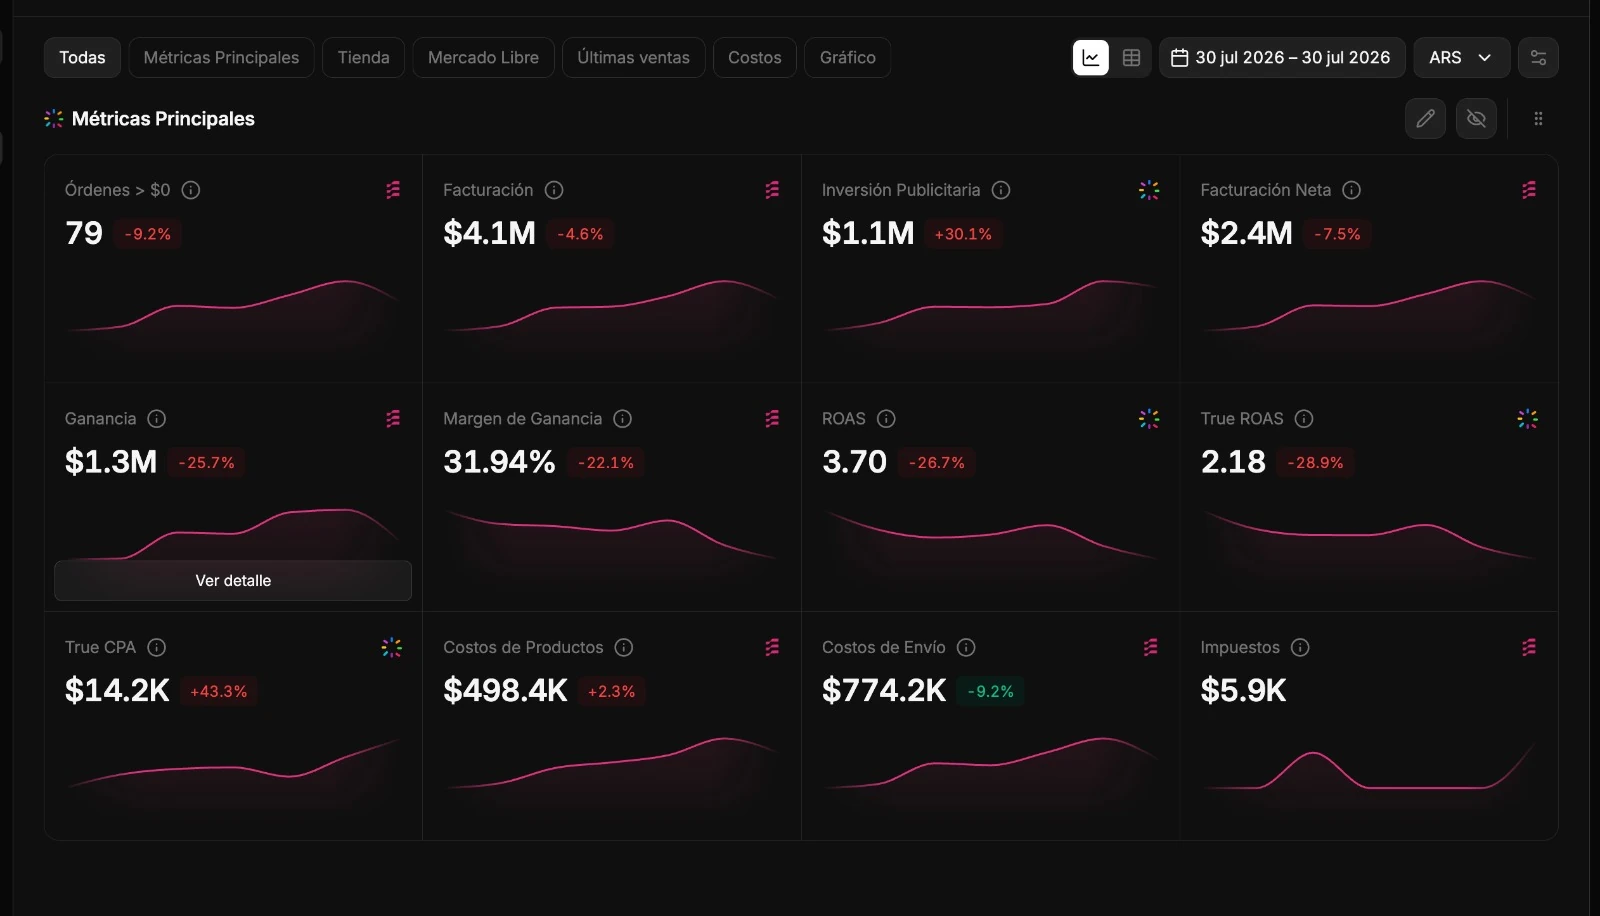 Todas Métricas Principales Tienda Mercado Libre Últimas ventas Costos Gráfico 30 jul 2026 – 30 jul 2026 ARS
Métricas Principales
Órdenes > $0 Facturación Inversión Publicitaria Facturación Neta
79 -9.2% $4.1M -4.6% $1.1M +30.1% $2.4M -7.5%
Ganancia Margen de Ganancia ROAS True ROAS
$1.3M -25.7% 31.94% -22.1% 3.70 -26.7% 2.18 -28.9%
Ver detalle
True CPA Costos de Productos Costos de Envío Impuestos
$14.2K +43.3% $498.4K +2.3% $774.2K -9.2% $5.9K